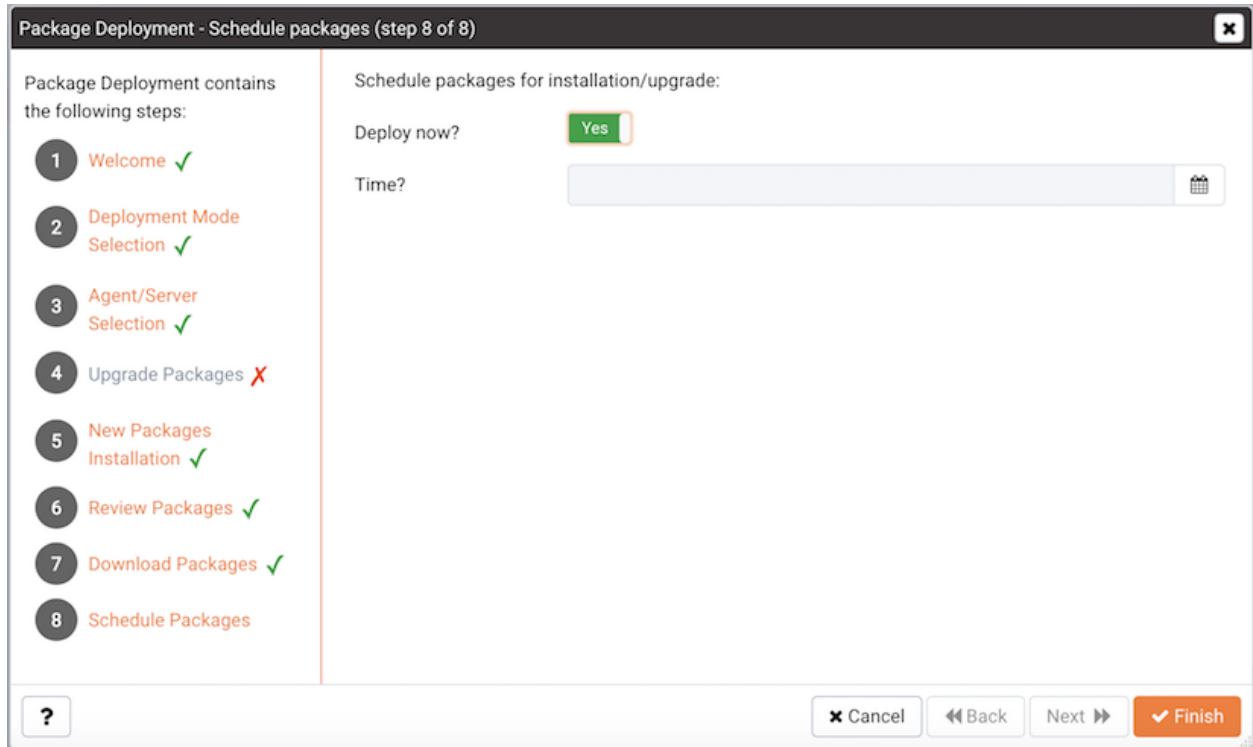 Package Deployment - Schedule packages (step 8 of 8)
Package Deployment contains
the following steps:
1 Welcome
2 Deployment Mode
Selection
3 Agent/Server
Selection
4 Upgrade Packages
5 New Packages
Installation
6 Review Packages
7 Download Packages
8 Schedule Packages
Schedule packages for installation/upgrade:
Deploy now? Yes
Time?
? Cancel Back Next Finish